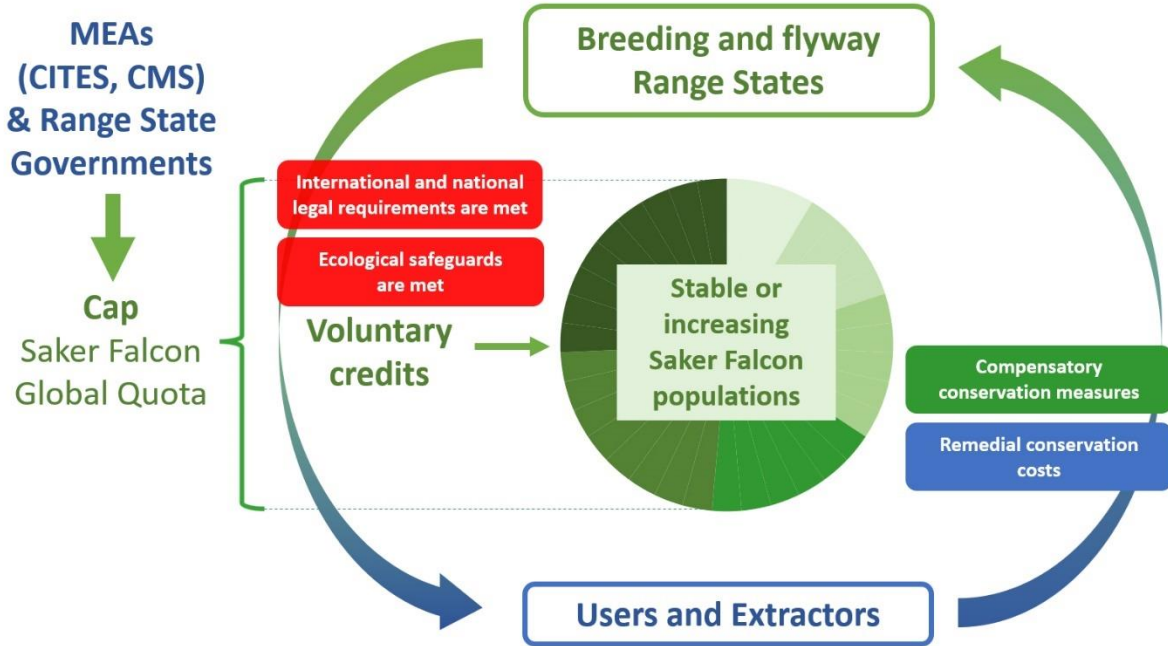 MEAs
(CITES, CMS)
& Range State
Governments
Cap
Saker Falcon
Global Quota
Breeding and flyway
Range States
International and national
legal requirements are met
Ecological safeguards
are met
Voluntary
credits
Stable or
increasing
Saker Falcon
populations
Compensatory
conservation measures
Remedial conservation
costs
Users and Extractors